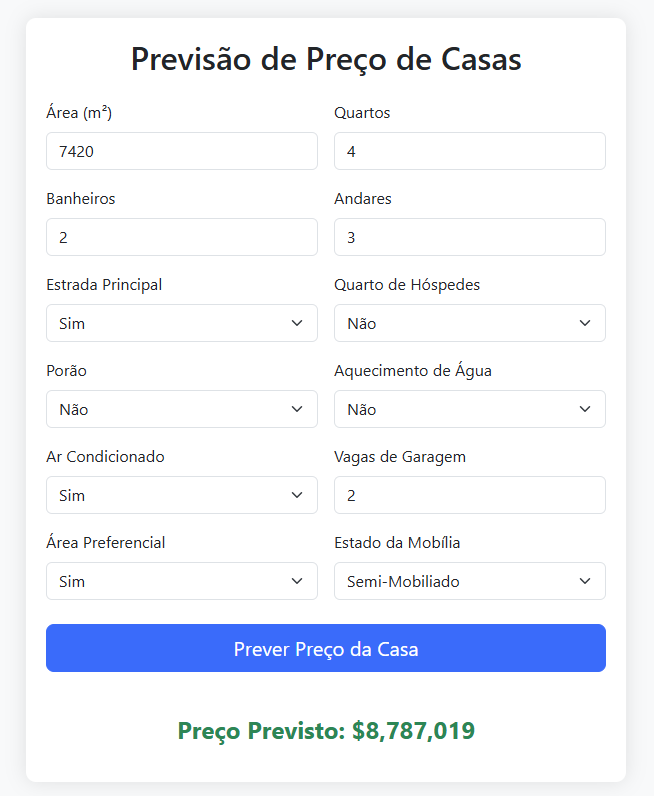 Previsão de Preço de Casas
Área (m²) Quartos
7420 4
Banheiros Andares
2 3
Estrada Principal Quarto de Hóspedes
Sim Não
Porão Aquecimento de Água
Não Não
Ar Condicionado Vagas de Garagem
Sim 2
Área Preferencial Estado da Mobília
Sim Semi-Mobiliado
Prever Preço da Casa
Preço Previsto: $8,787,019